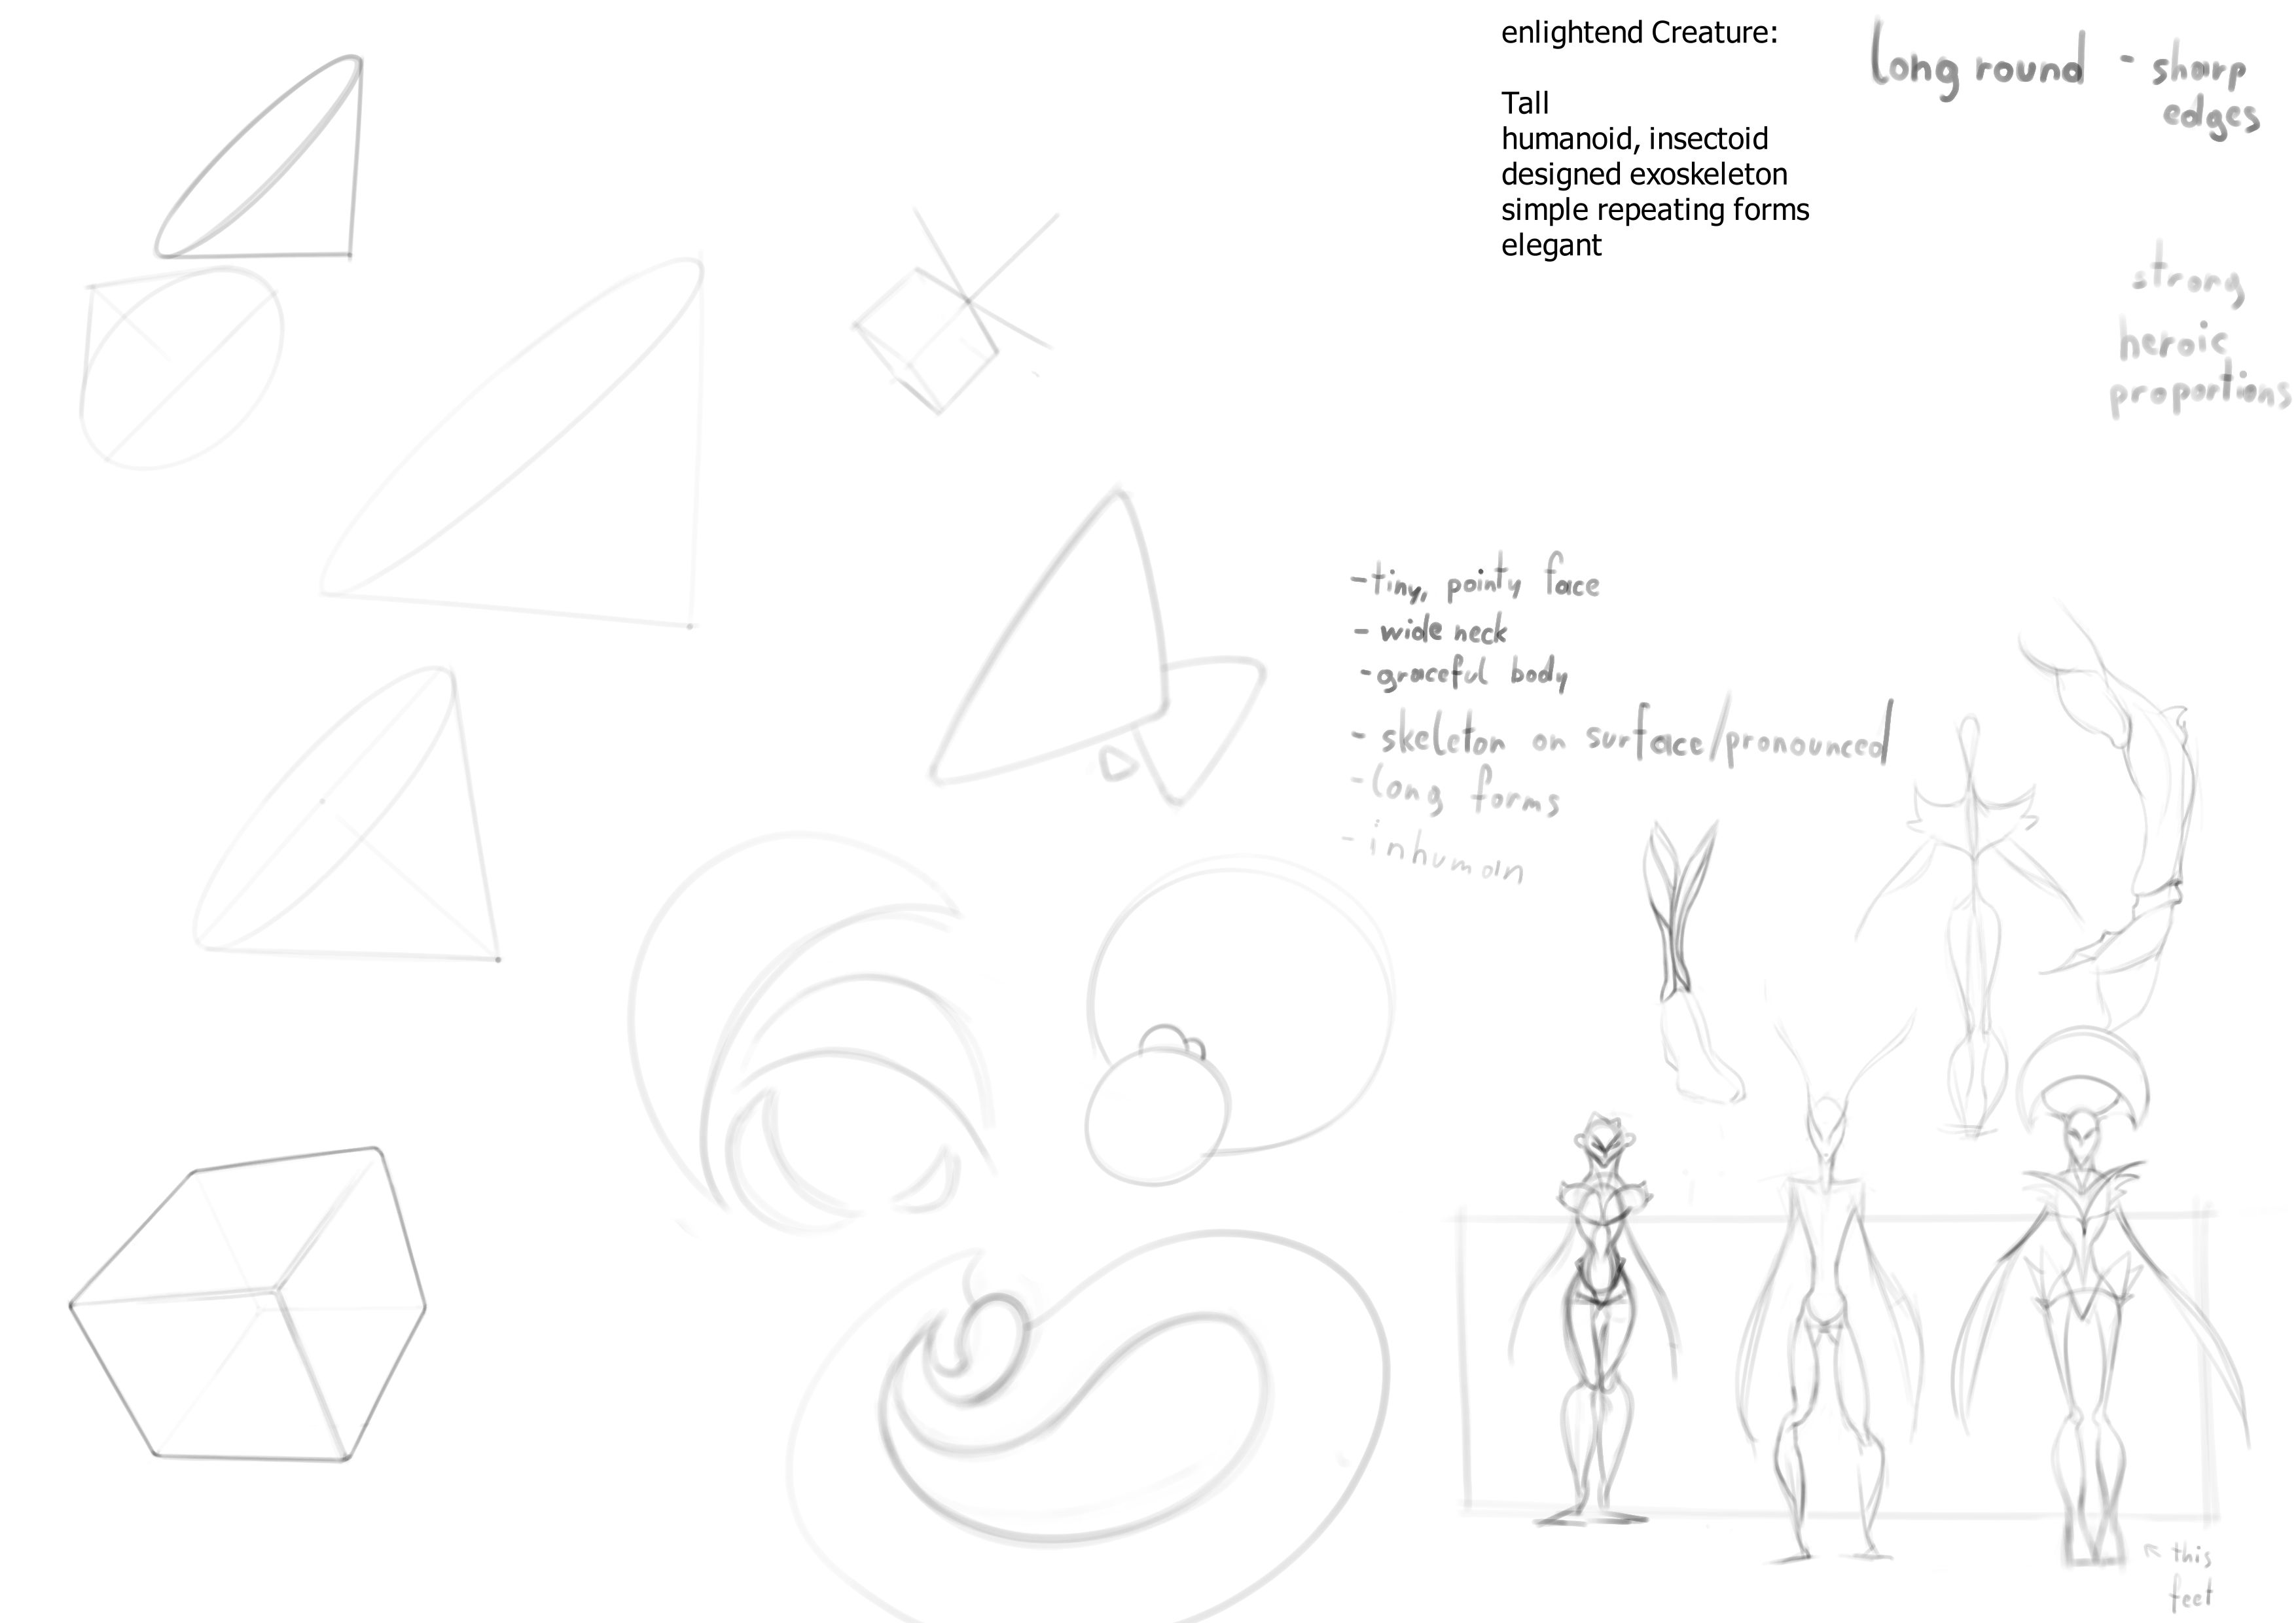 enlightend Creature:
Tall
humanoid, insectoid
designed exoskeleton
simple repeating forms
elegant
long round - sharp
edges
strong
heroic
proportions
-tiny, pointy face
- wide neck
-graceful body
- skeleton on surface/pronounced
-long forms
- inhuman
this
feet